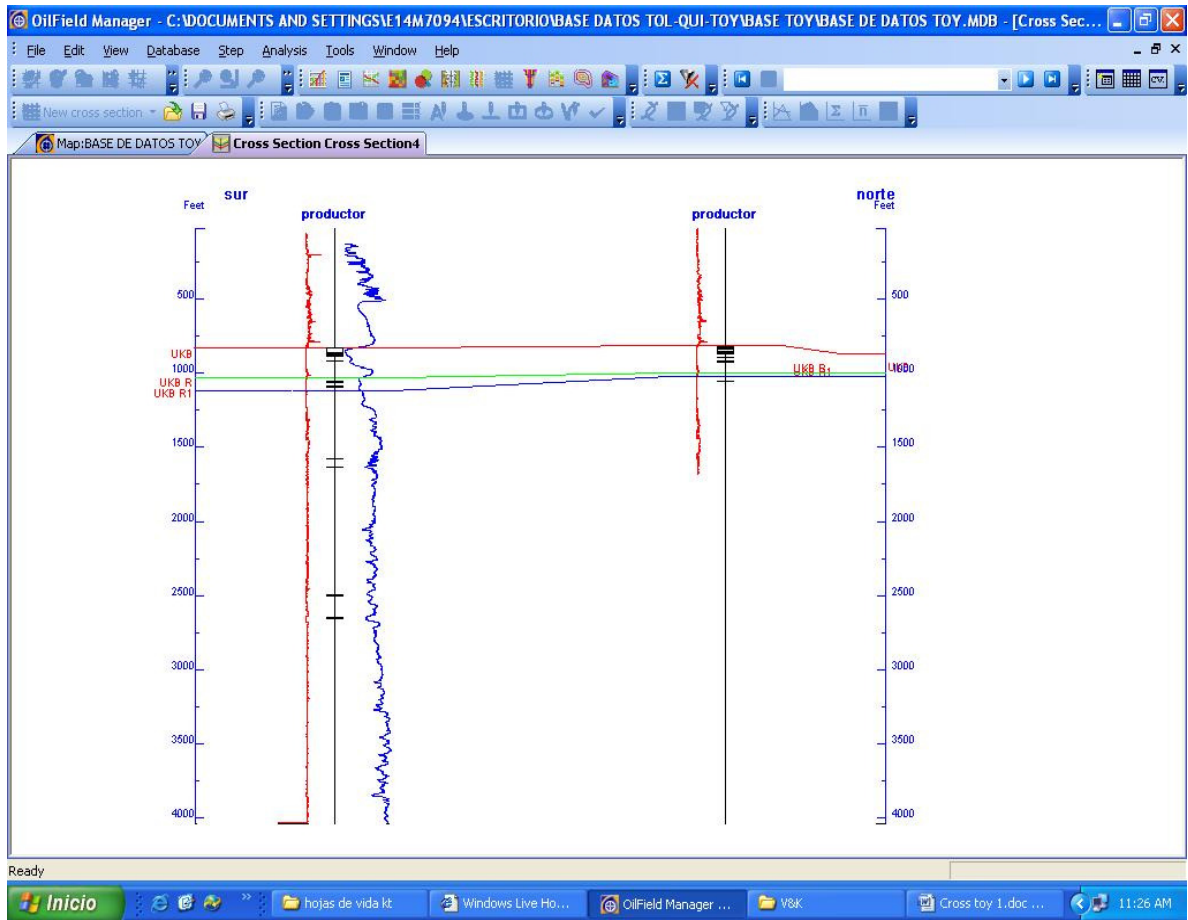 OilField Manager - C:\DOCUMENTS AND SETTINGS\E14M7094\ESCRITORIO\BASE DATOS TOL-QUI-TOY\BASE TOY\BASE DE DATOS TOY.MDB - [Cross Sec...
File Edit View Database Step Analysis Tools Window Help
New cross section
Map:BASE DE DATOS TOY Cross Section Cross Section4
sur norte
Feet Feet
productor productor
500 500
UKB
1000 1000
UKB R UKB R1
UKB R1
1500 1500
2000 2000
2500 2500
3000 3000
3500 3500
4000 4000
Ready
Inicio hojas de vida kt Windows Live Ho... OilField Manager ... V&K Cross toy 1.doc ... 11:26 AM